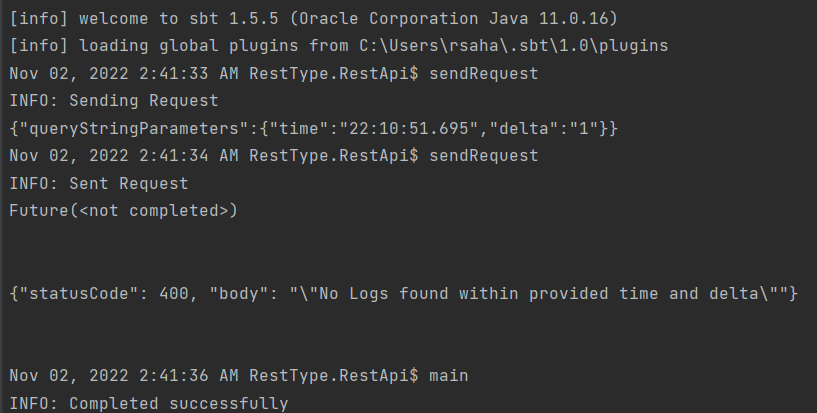 [info] welcome to sbt 1.5.5 (Oracle Corporation Java 11.0.16)
[info] loading global plugins from C:\Users\rsaha\.sbt\1.0\plugins
Nov 02, 2022 2:41:33 AM RestType.RestApi$ sendRequest
INFO: Sending Request
{"queryStringParameters":{"time":"22:10:51.695","delta":"1"}}
Nov 02, 2022 2:41:34 AM RestType.RestApi$ sendRequest
INFO: Sent Request
Future(<not completed>)
{"statusCode": 400, "body": "\"No Logs found within provided time and delta\""}
Nov 02, 2022 2:41:36 AM RestType.RestApi$ main
INFO: Completed successfully